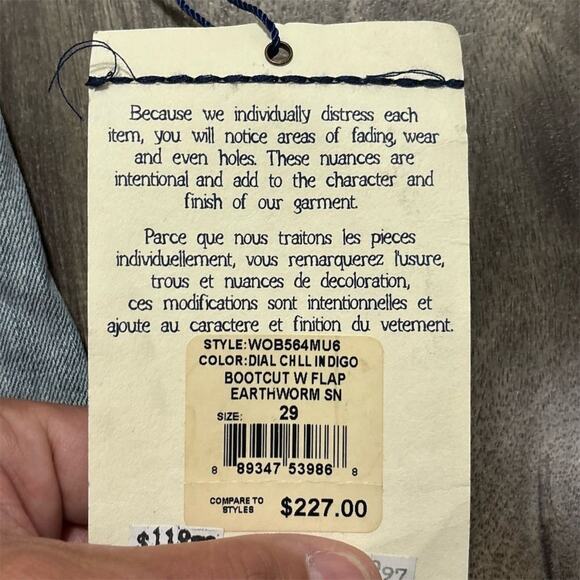 Because we individually distress each
item, you will notice areas of fading, wear
and even holes. These nuances are
intentional and add to the character and
finish of our garment.
Parce que nous traitons les pieces
individuellement, vous remarquerez l'usure,
trous et nuances de decoloration,
ces modifications sont intentionnelles et
ajoute au caractere et finition du vetement.
STYLE:WOB564MU6
COLOR:DIAL CHLL INDIGO
BOOTCUT W FLAP
EARTHWORM SN
SIZE: 29
8 89347 53986 8
COMPARE TO
STYLES $227.00
$118
97